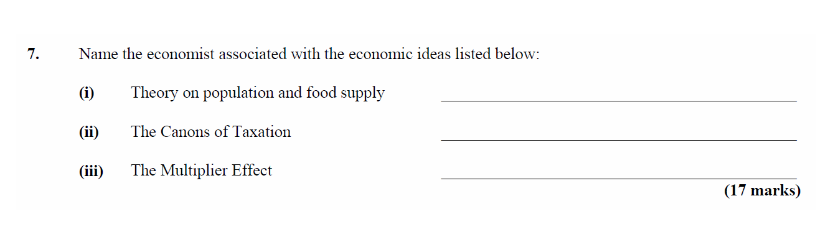 7. Name the economist associated with the economic ideas listed below:
(i) Theory on population and food supply
(ii) The Canons of Taxation
(iii) The Multiplier Effect
(17 marks)